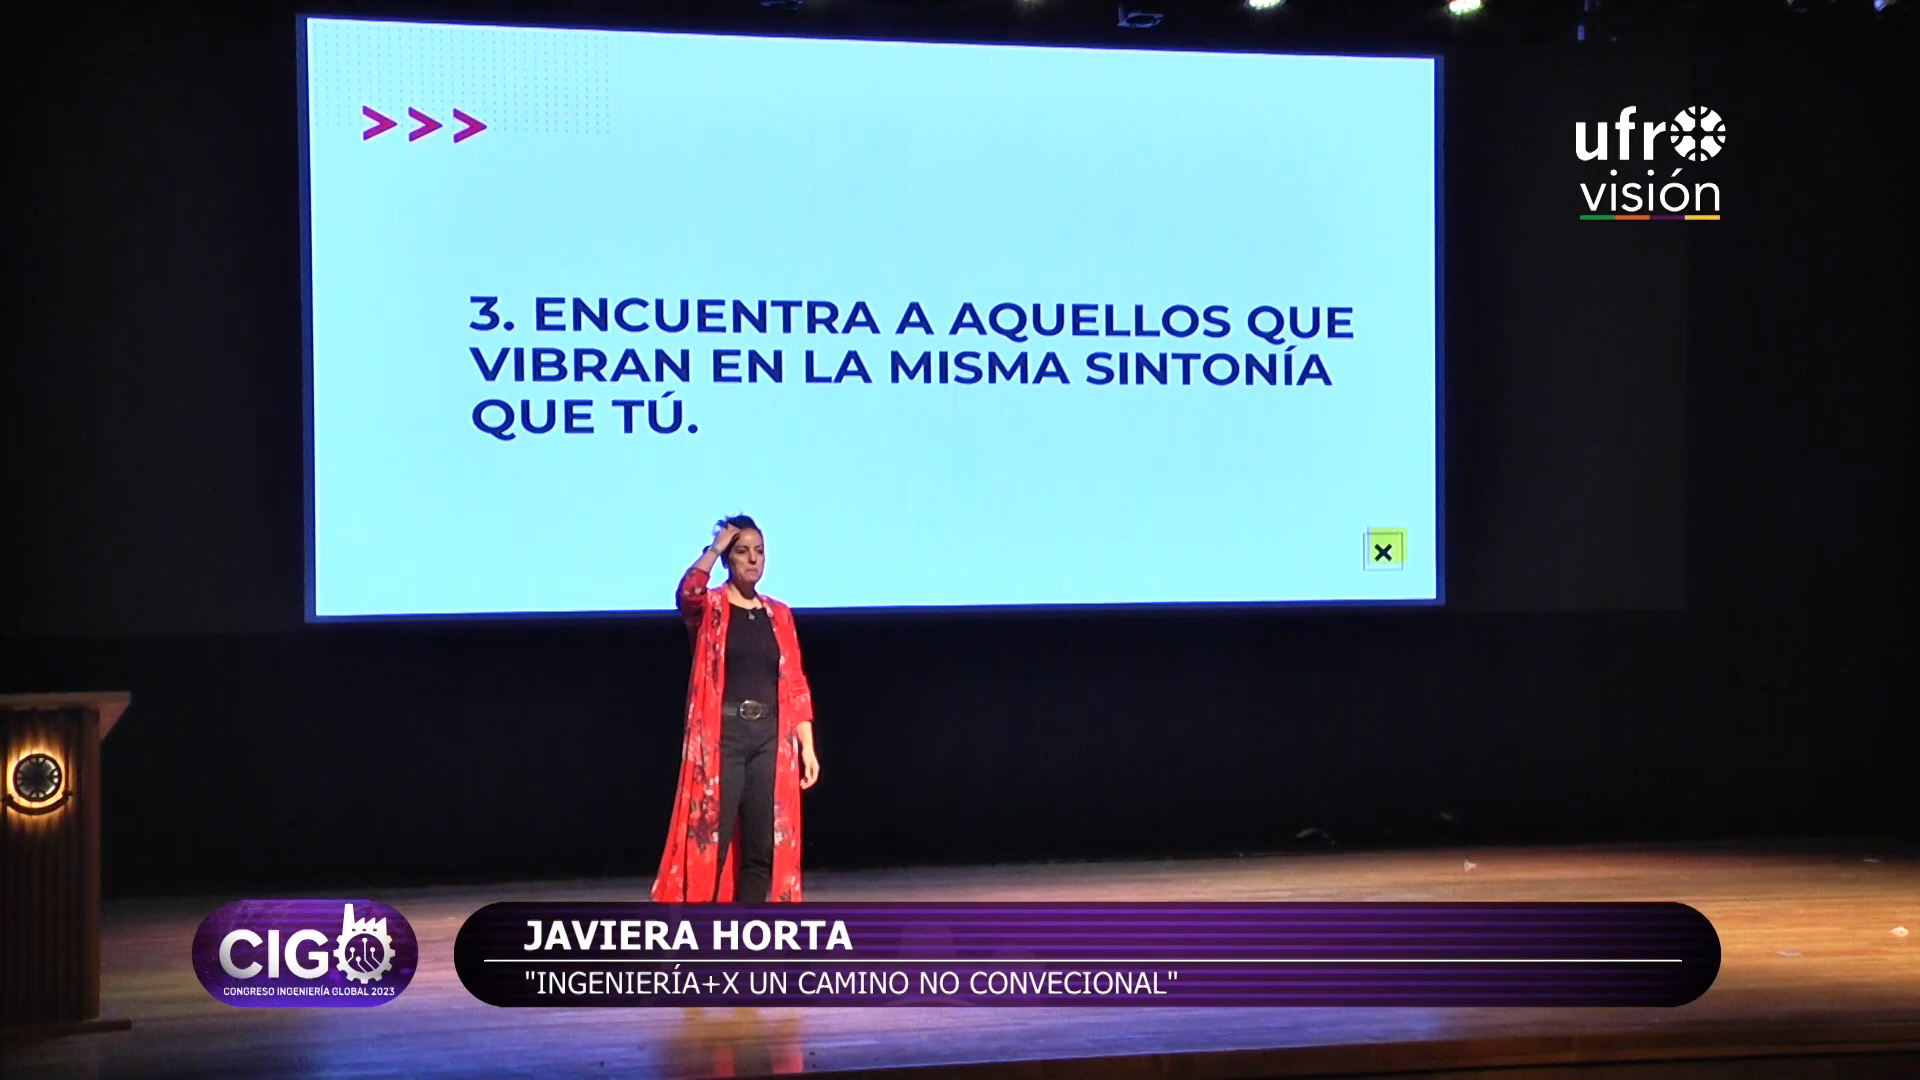 >>>
ufro
visión
3. ENCUENTRA A AQUELLOS QUE
VIBRAN EN LA MISMA SINTONÍA
QUE TÚ.
x
CIGO
CONGRESO INGENIERÍA GLOBAL 2023
JAVIERA HORTA
"INGENIERÍA+X UN CAMINO NO CONVECIONAL"